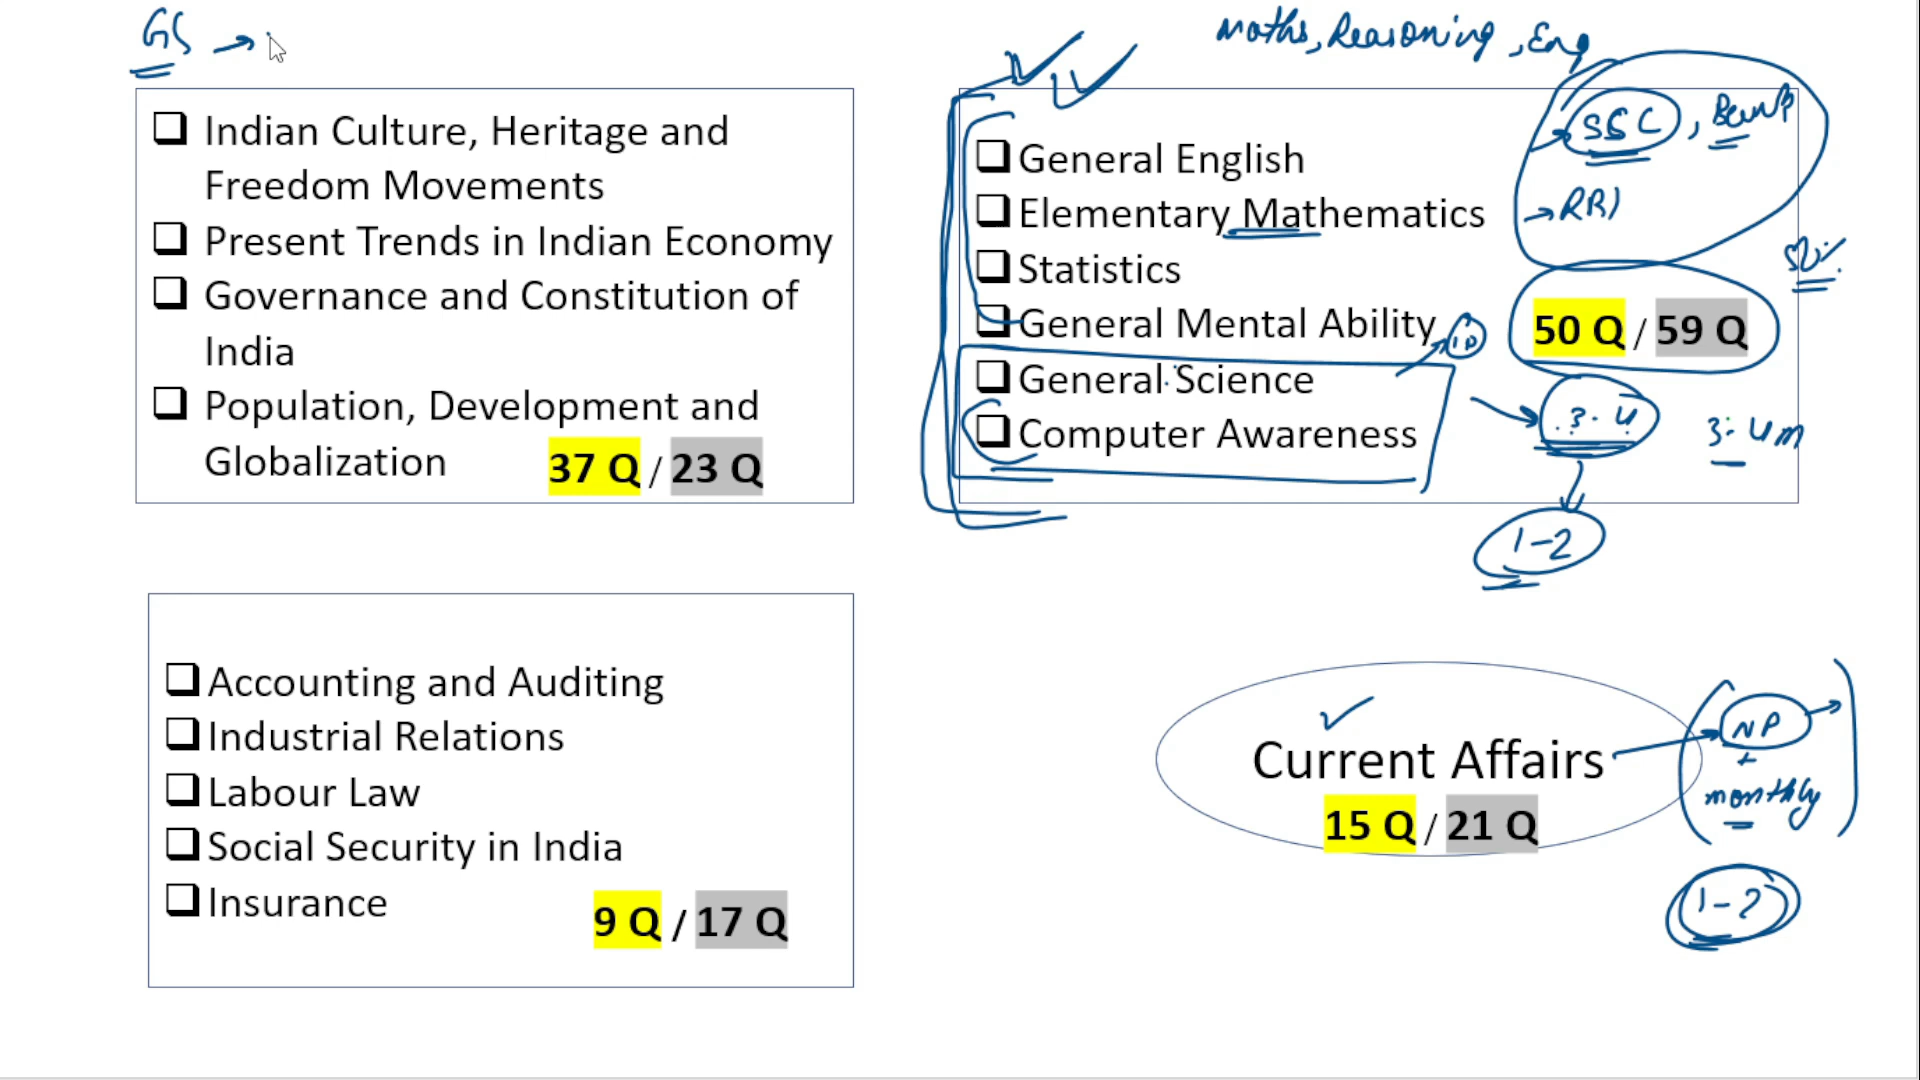 GS →
Indian Culture, Heritage and
Freedom Movements
Present Trends in Indian Economy
Governance and Constitution of
India
Population, Development and
Globalization
37 Q / 23 Q
Maths, Reasoning, Eng
General English
Elementary Mathematics
Statistics
General Mental Ability
General Science
Computer Awareness
→ SSC,
→ RRB
50 Q / 59 Q
10
3-4
3-4 m
1-2
Accounting and Auditing
Industrial Relations
Labour Law
Social Security in India
Insurance
9 Q / 17 Q
Current Affairs
15 Q / 21 Q
NP
+
monthly
1-2